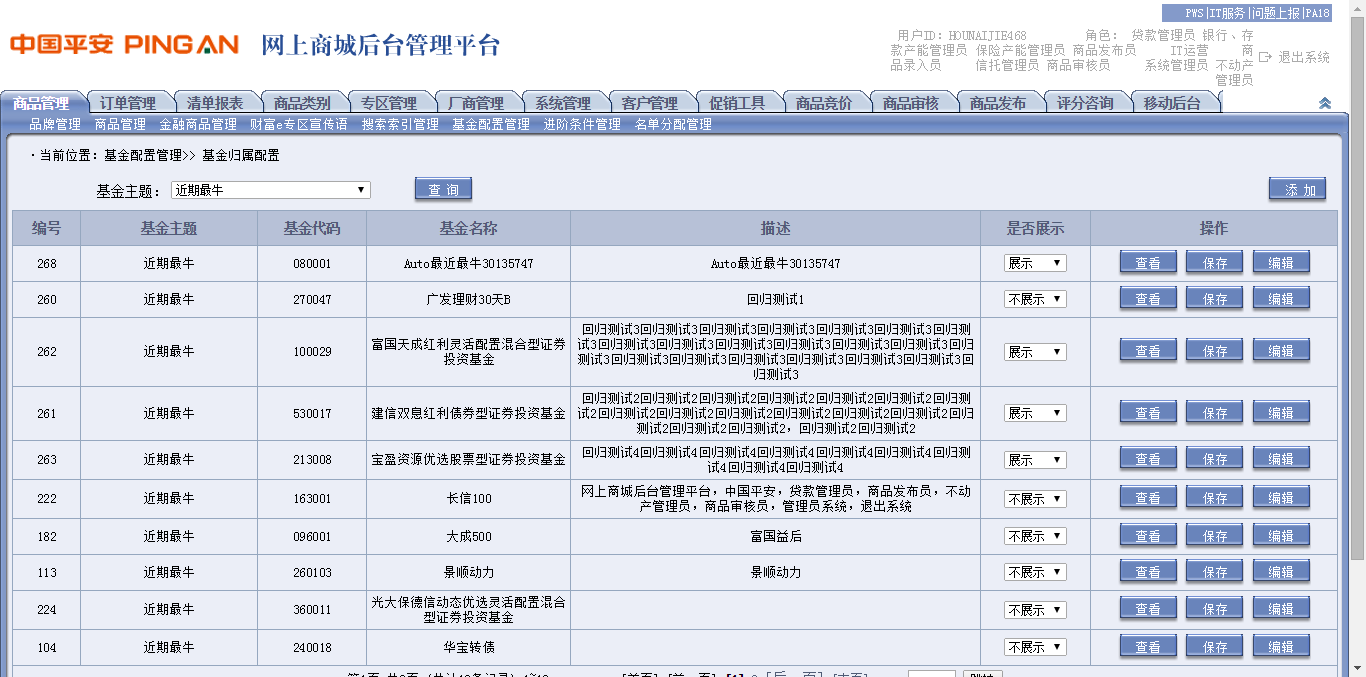 PWS|IT服务|问题上报|PA18
中国平安 PING AN 网上商城后台管理平台
用户ID: HOUNAIJIE468 角色: 贷款管理员 银行、存
款产能管理员 保险产能管理员 商品发布员 IT运营 商
品录入员 信托管理员 商品审核员 系统管理员 不动产
管理员
退出系统
商品管理 订单管理 清单报表 商品类别 专区管理 厂商管理 系统管理 客户管理 促销工具 商品竞价 商品审核 商品发布 评分咨询 移动后台
品牌管理 商品管理 金融商品管理 财富e专区宣传语 搜索索引管理 基金配置管理 进阶条件管理 名单分配管理
·当前位置: 基金配置管理>> 基金归属配置
基金主题: 近期最牛 查 询 添 加
编号 基金主题 基金代码 基金名称 描述 是否展示 操作
268 近期最牛 080001 Auto最近最牛30135747 Auto最近最牛30135747 展示 查看 保存 编辑
260 近期最牛 270047 广发理财30天B 回归测试1 不展示 查看 保存 编辑
262 近期最牛 100029 富国天成红利灵活配置混合型证券
投资基金
回归测试3回归测试3回归测试3回归测试3回归测试3回归测试3回归测
试3回归测试3回归测试3回归测试3回归测试3回归测试3回归测试3回归
测试3回归测试3回归测试3回归测试3回归测试3回归测试3回归测试3回
归测试3
展示 查看 保存 编辑
261 近期最牛 530017 建信双息红利债券型证券投资基金
回归测试2回归测试2回归测试2回归测试2回归测试2回归测试2回归测
试2回归测试2回归测试2回归测试2回归测试2回归测试2回归测试2回归
测试2回归测试2回归测试2，回归测试2回归测试2
展示 查看 保存 编辑
263 近期最牛 213008 宝盈资源优选股票型证券投资基金
回归测试4回归测试4回归测试4回归测试4回归测试4回归测试4回归测
试4回归测试4回归测试4
展示 查看 保存 编辑
222 近期最牛 163001 长信100
网上商城后台管理平台，中国平安，贷款管理员，商品发布员，不动
产管理员，商品审核员，管理员系统，退出系统
不展示 查看 保存 编辑
182 近期最牛 096001 大成500 富国益后 不展示 查看 保存 编辑
113 近期最牛 260103 景顺动力 景顺动力 不展示 查看 保存 编辑
224 近期最牛 360011 光大保德信动态优选灵活配置混合
型证券投资基金
不展示 查看 保存 编辑
104 近期最牛 240018 华宝转债 不展示 查看 保存 编辑